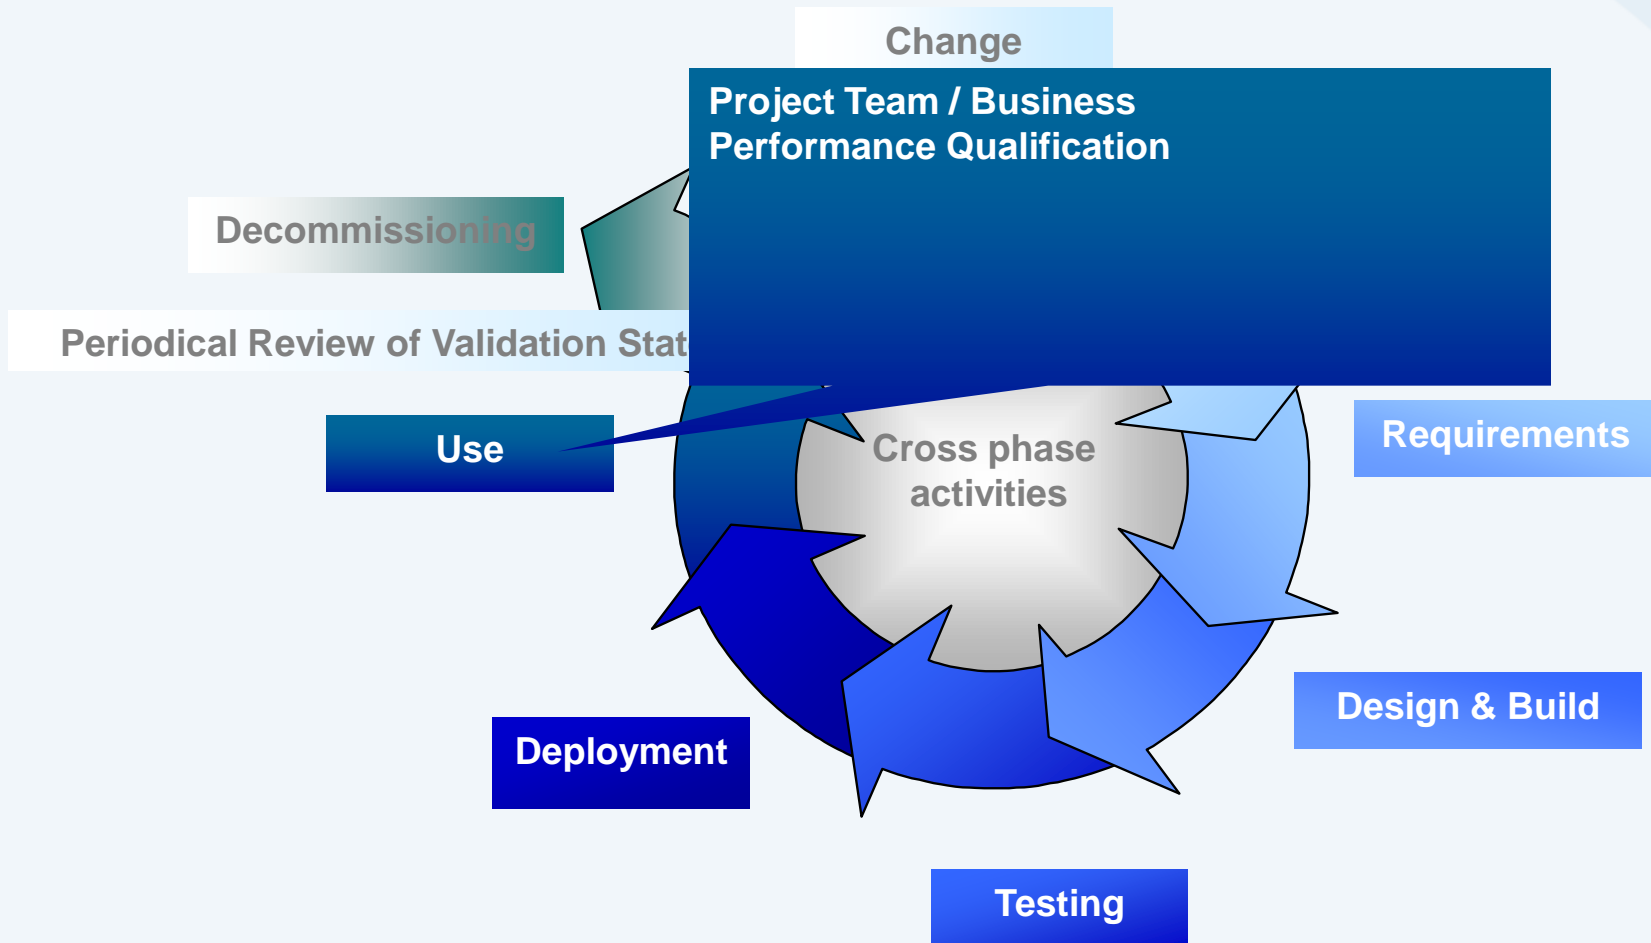 Change
Project Team / Business
Performance Qualification
Decommissioning
Periodical Review of Validation Stat
Use
Cross phase
activities
Requirements
Design & Build
Deployment
Testing